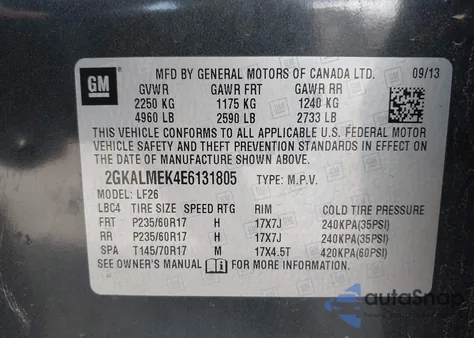 GM
MFD BY GENERAL MOTORS OF CANADA LTD. 09/13
GVWR GAWR FRT GAWR RR
2250 KG 1175 KG 1240 KG
4960 LB 2590 LB 2733 LB
THIS VEHICLE CONFORMS TO ALL APPLICABLE U.S. FEDERAL MOTOR
VEHICLE SAFETY AND THEFT PREVENTION STANDARDS IN EFFECT ON
THE DATE OF MANUFACTURE SHOWN ABOVE.
2GKALMEK4E6131805 TYPE: M.P.V.
MODEL: LF26
LBC4 TIRE SIZE SPEED RTG RIM COLD TIRE PRESSURE
FRT P235/60R17 H 17X7J 240KPA(35PSI)
RR P235/60R17 H 17X7J 240KPA(35PSI)
SPA T145/70R17 M 17X4.5T 420KPA(60PSI)
SEE OWNER'S MANUAL FOR MORE INFORMATION
autoSnap